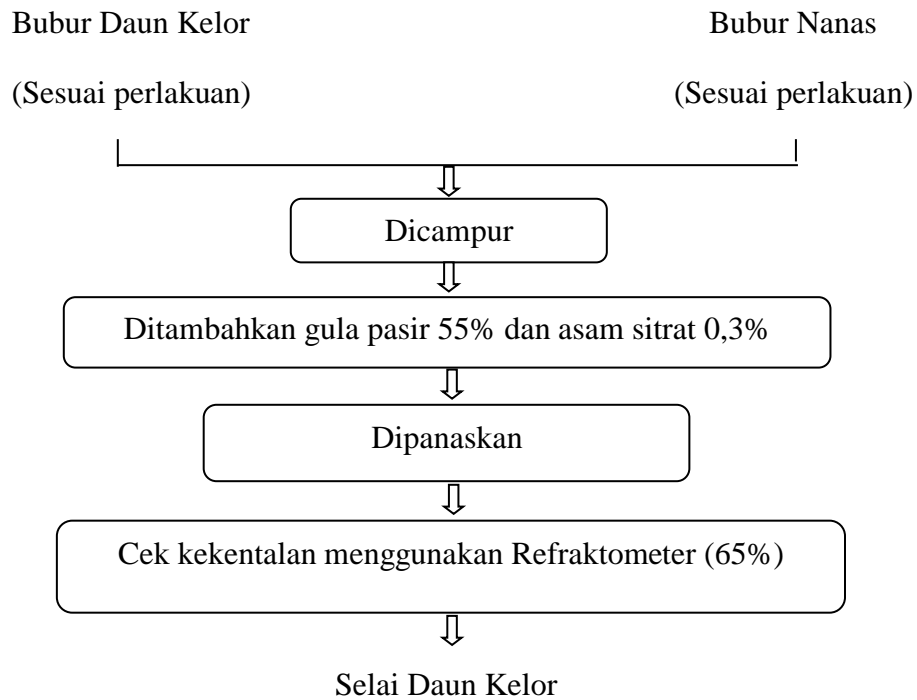 Bubur Daun Kelor
Bubur Nanas
(Sesuai perlakuan)
(Sesuai perlakuan)
Dicampur
Ditambahkan gula pasir 55% dan asam sitrat 0,3%
Dipanaskan
Cek kekentalan menggunakan Refraktometer (65%)
Selai Daun Kelor